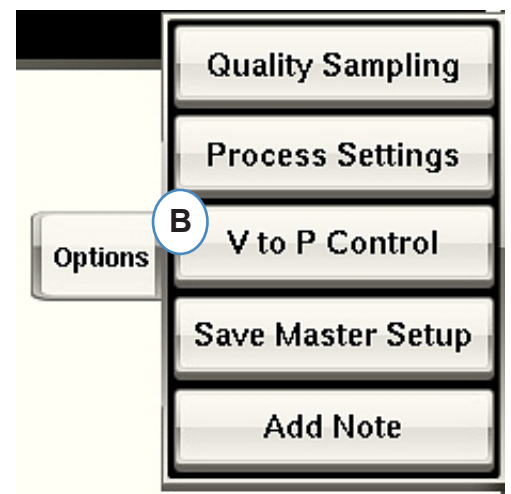 Quality Sampling
Process Settings
B
V to P Control
Options
Save Master Setup
Add Note